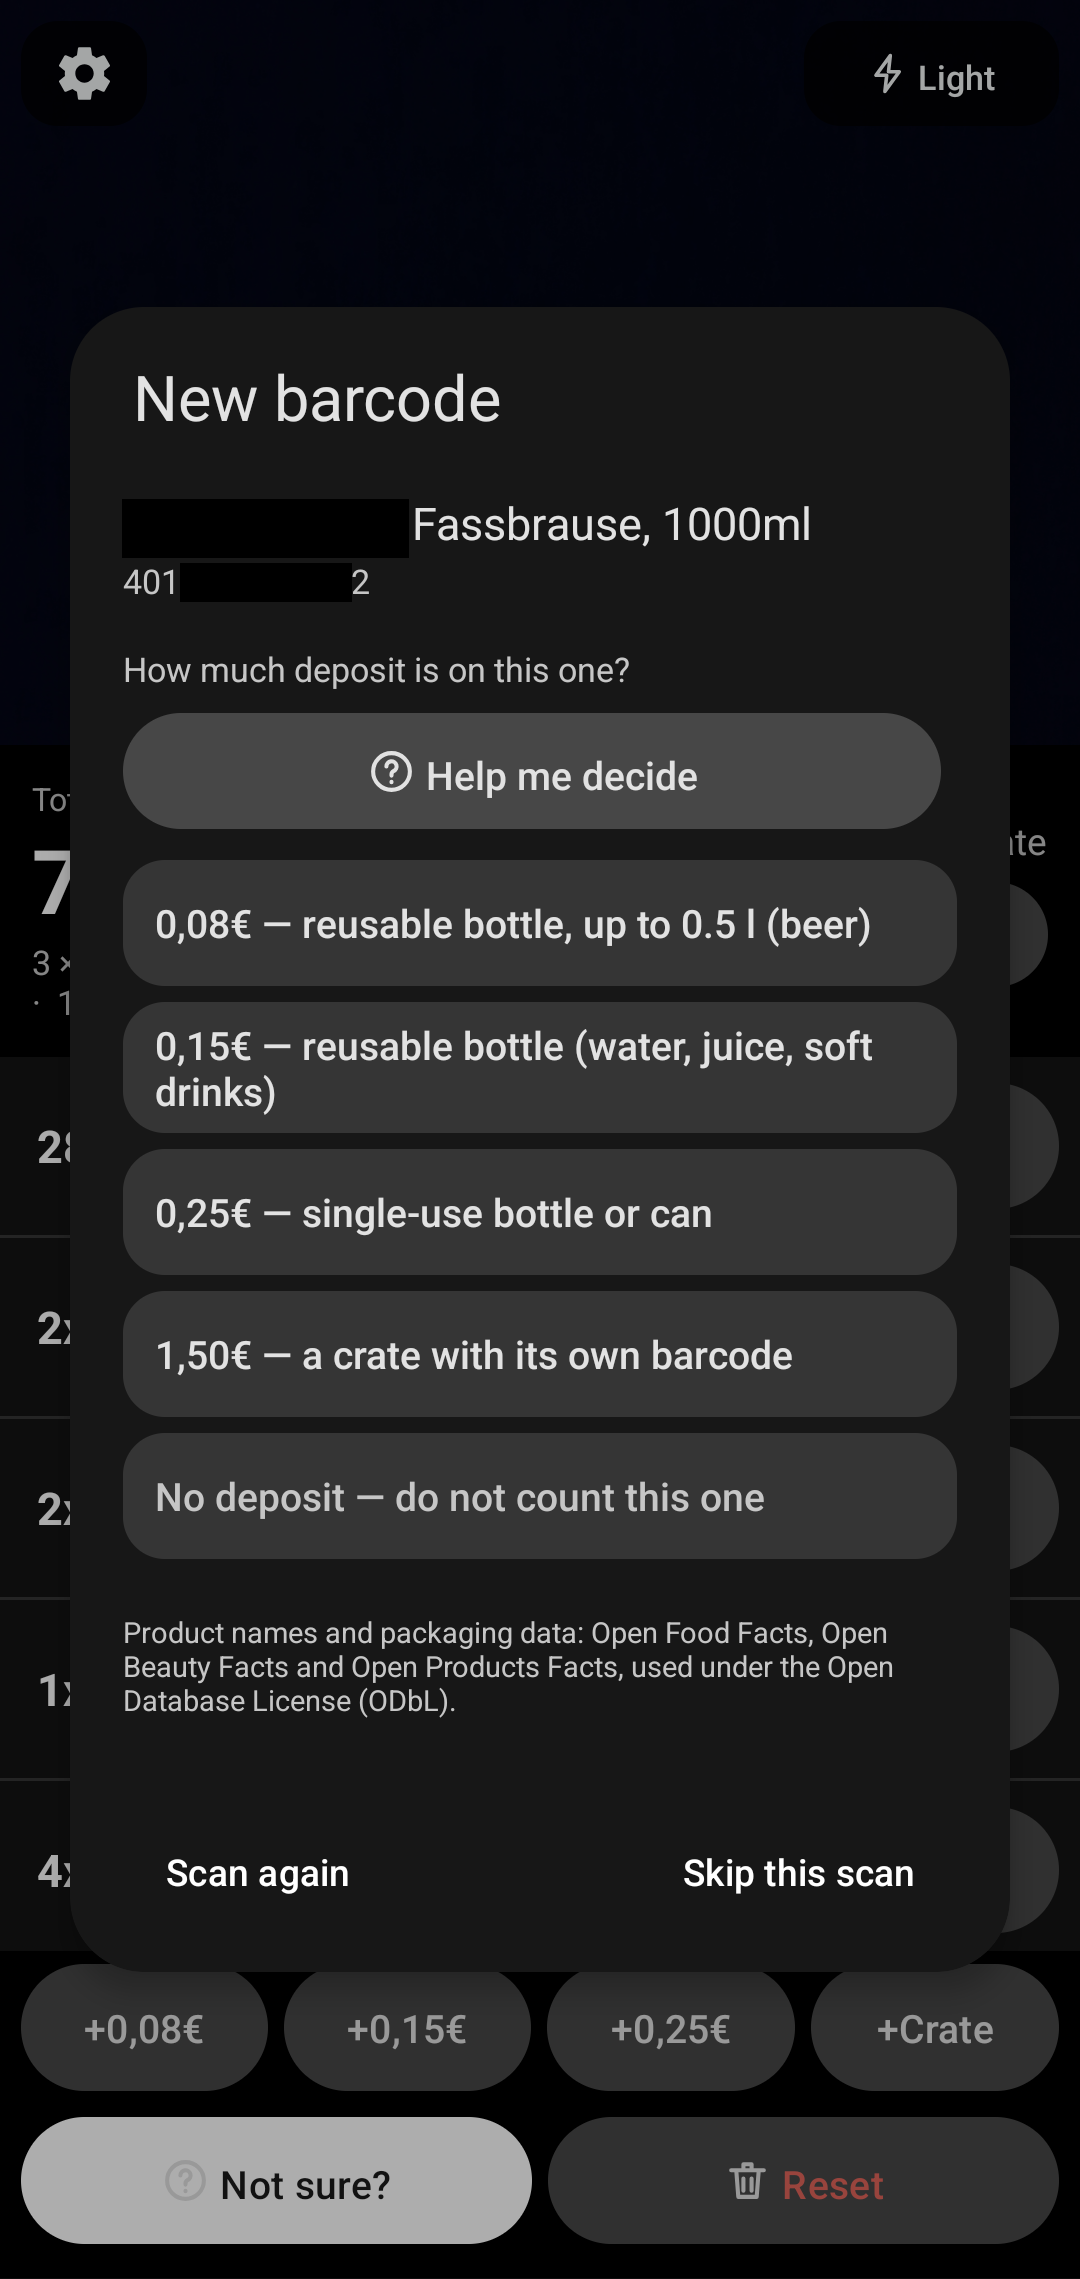 Light
New barcode
Fassbrause, 1000ml
401 2
How much deposit is on this one?
Help me decide
0,08€ — reusable bottle, up to 0.5 l (beer)
0,15€ — reusable bottle (water, juice, soft
drinks)
0,25€ — single-use bottle or can
1,50€ — a crate with its own barcode
No deposit — do not count this one
Product names and packaging data: Open Food Facts, Open
Beauty Facts and Open Products Facts, used under the Open
Database License (ODbL).
Scan again Skip this scan
+0,08€ +0,15€ +0,25€ +Crate
Not sure? Reset